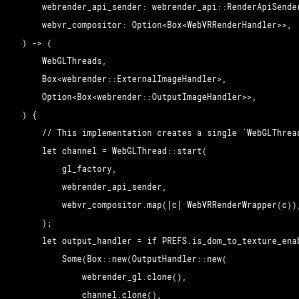 webrender_api_sender: webrender_api::RenderApiSender
webvr_compositor: Option<Box<WebVRRenderHandler>>,
) -> (
WebGLThreads,
Box<webrender::ExternalImageHandler>,
Option<Box<webrender::OutputImageHandler>>,
) {
// This implementation creates a single `WebGLThread
let channel = WebGLThread::start(
gl_factory,
webrender_api_sender,
webvr_compositor.map(|c| WebVRRenderWrapper(c)),
);
let output_handler = if PREFS.is_dom_to_texture_enab
Some(Box::new(OutputHandler::new(
webrender_gl.clone(),
channel.clone(),